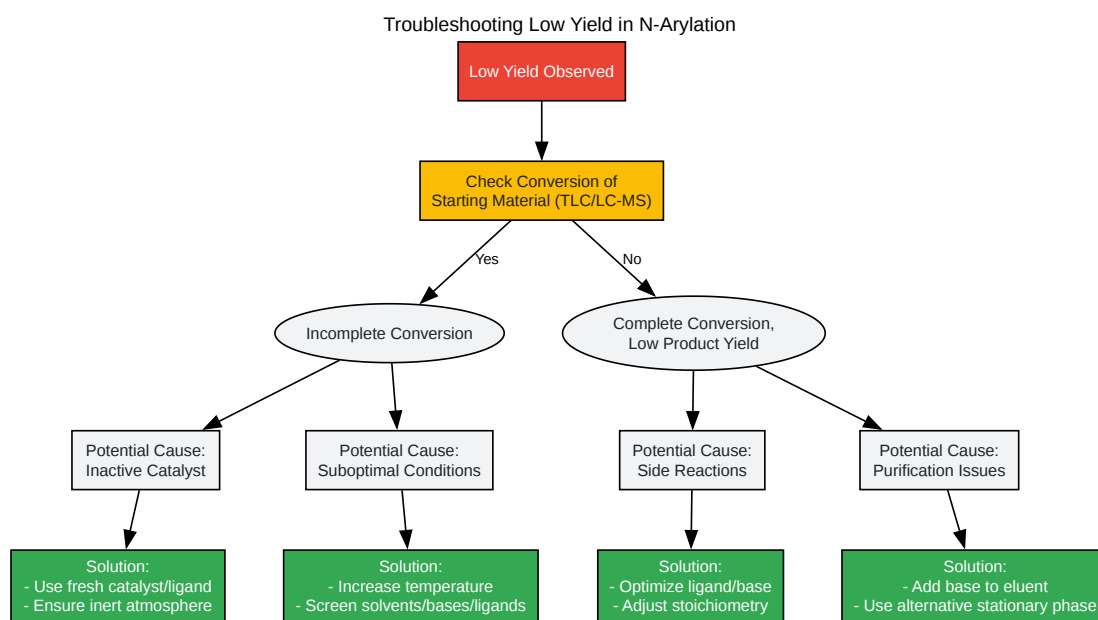 Troubleshooting Low Yield in N-Arylation
Low Yield Observed
Check Conversion of
Starting Material (TLC/LC-MS)
Yes
No
Incomplete Conversion
Complete Conversion,
Low Product Yield
Potential Cause:
Inactive Catalyst
Potential Cause:
Suboptimal Conditions
Potential Cause:
Side Reactions
Potential Cause:
Purification Issues
Solution:
- Use fresh catalyst/ligand
- Ensure inert atmosphere
Solution:
- Increase temperature
- Screen solvents/bases/ligands
Solution:
- Optimize ligand/base
- Adjust stoichiometry
Solution:
- Add base to eluent
- Use alternative stationary phase